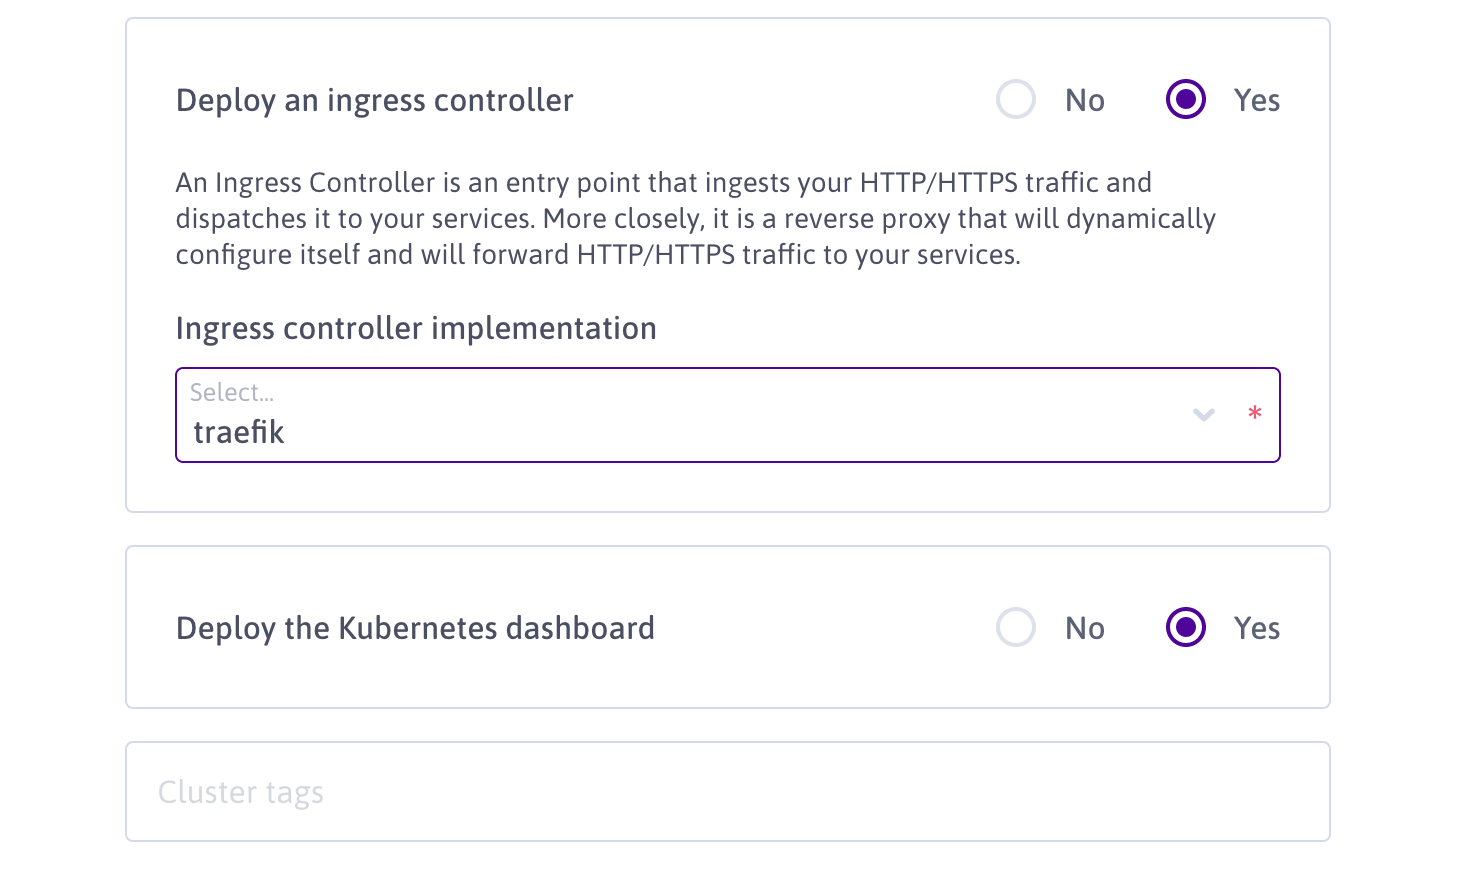 Deploy an ingress controller No Yes
An Ingress Controller is an entry point that ingests your HTTP/HTTPS traffic and
dispatches it to your services. More closely, it is a reverse proxy that will dynamically
configure itself and will forward HTTP/HTTPS traffic to your services.
Ingress controller implementation
Select...
traefik *
Deploy the Kubernetes dashboard No Yes
Cluster tags